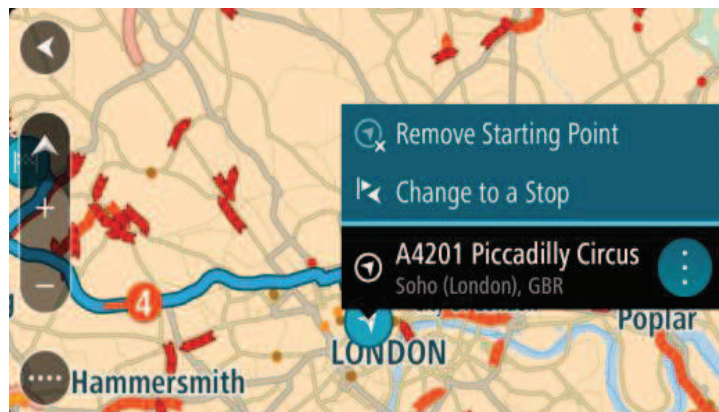 Remove Starting Point
Change to a Stop
A4201 Piccadilly Circus
Soho (London), GBR
4
Poplar
LONDON
Hammersmith